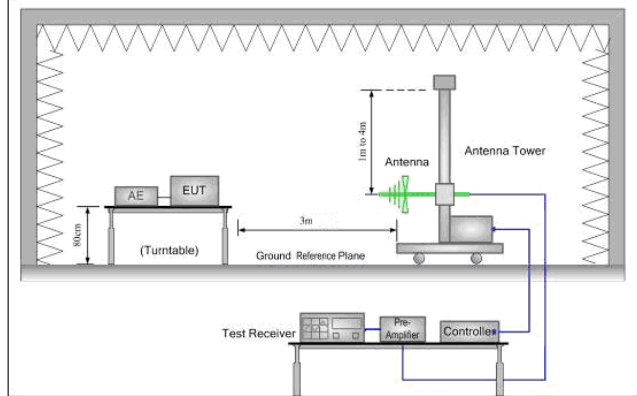 1m to 4m
Antenna
Antenna Tower
AE
EUT
80cm
3m
(Turntable)
Ground Reference Plane
Test Receiver
Pre-
Amplifier
Controller